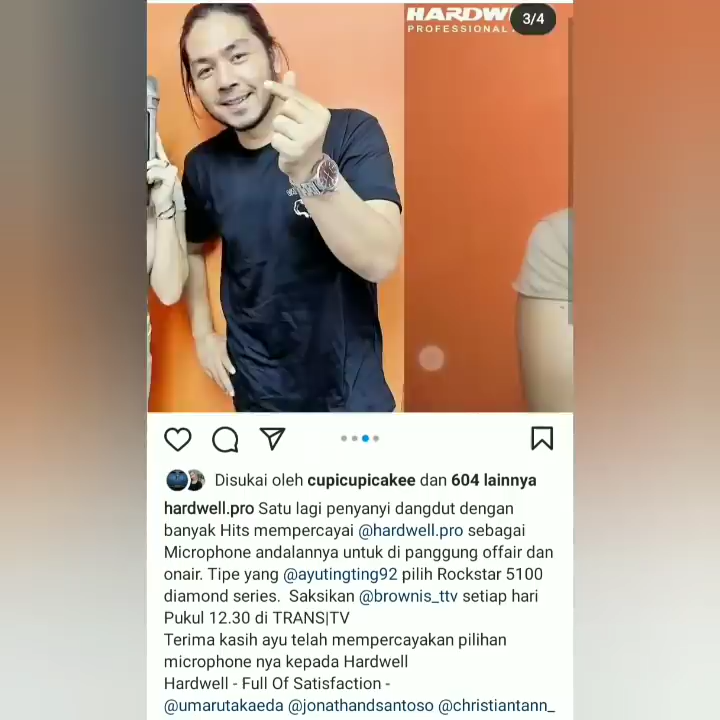 HARDW
3/4
PROFESSIONAL
Disukai oleh cupicupicakee dan 604 lainnya
hardwell.pro Satu lagi penyanyi dangdut dengan
banyak Hits mempercayai @hardwell.pro sebagai
Microphone andalannya untuk di panggung offair dan
onair. Tipe yang @ayutingting92 pilih Rockstar 5100
diamond series. Saksikan @brownis_ttv setiap hari
Pukul 12.30 di TRANS|TV
Terima kasih ayu telah mempercayakan pilihan
microphone nya kepada Hardwell
Hardwell - Full Of Satisfaction -
@umarutakaeda @jonathandsantoso @christiantann_